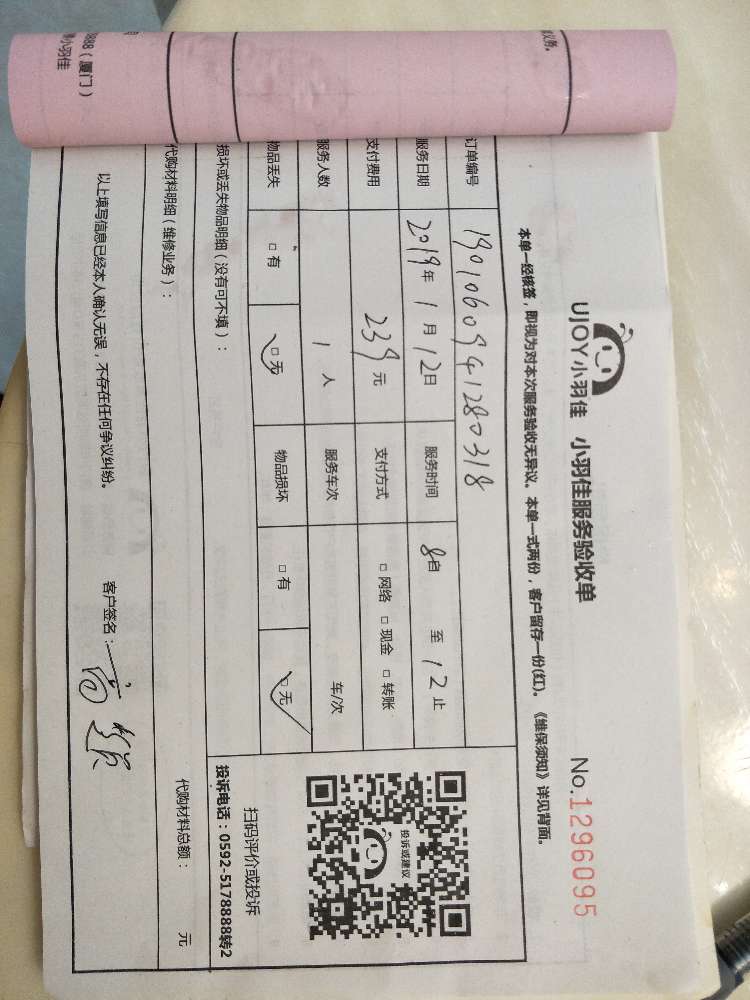 UJOY小羽佳 小羽佳服务验收单
No.1296095
本单一经核签，即视为对本次服务验收无异议。本单一式两份，客户留存一份(红)。《维保须知》详见背面。
订单编号 1901060941280318
服务日期 2019年 1月 12日 服务时间 8自 至 12止
支付费用 239元 支付方式 □ 网络 □ 现金 □ 转账
服务人数 1 人 服务车次 车/次
物品丢失 □ 有 □ 无 物品损坏 □ 有 □ 无
投诉或建议
扫码评价或投诉
投诉电话：0592-5178888转2
损坏或丢失物品明细（没有可不填）：
代购材料明细（维修业务）：
代购材料总额： 元
以上填写信息已经本人确认无误，不存在任何争议纠纷。
客户签名：
888（厦门）
小羽佳